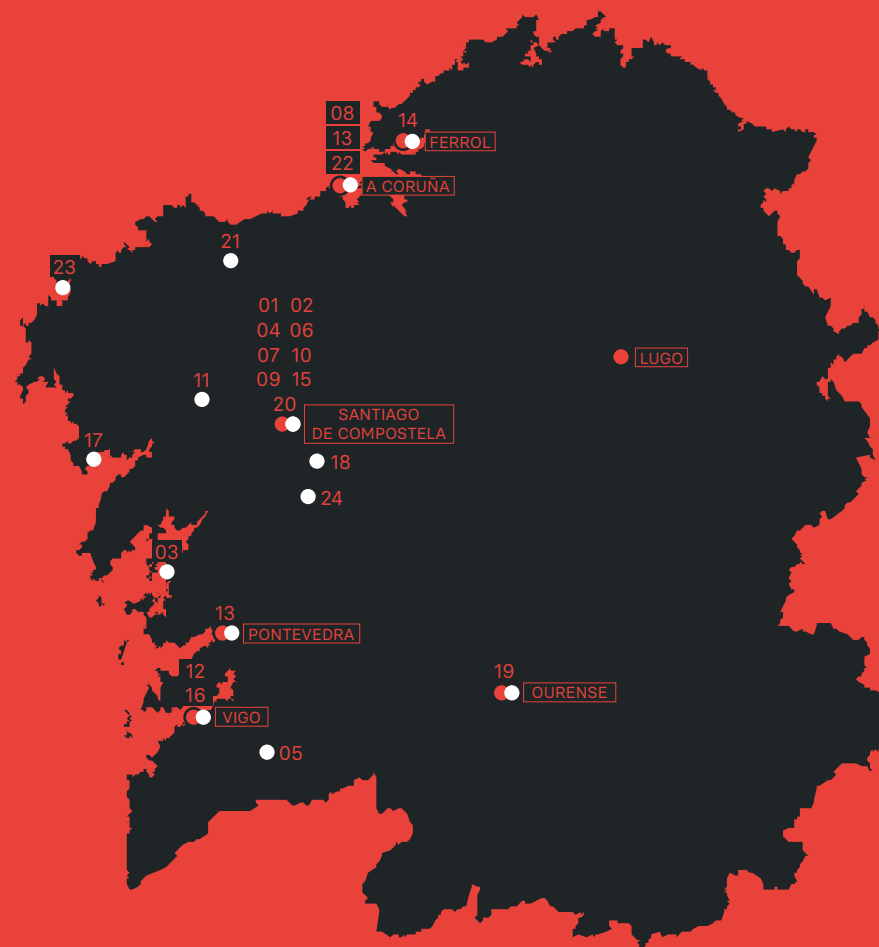 08
14
13
FERROL
22
A CORUÑA
21
23
01 02
04 06
07 10
LUGO
09 15
11
20
SANTIAGO
DE COMPOSTELA
17
18
24
03
13
PONTEVEDRA
12
19
16
OURENSE
VIGO
05